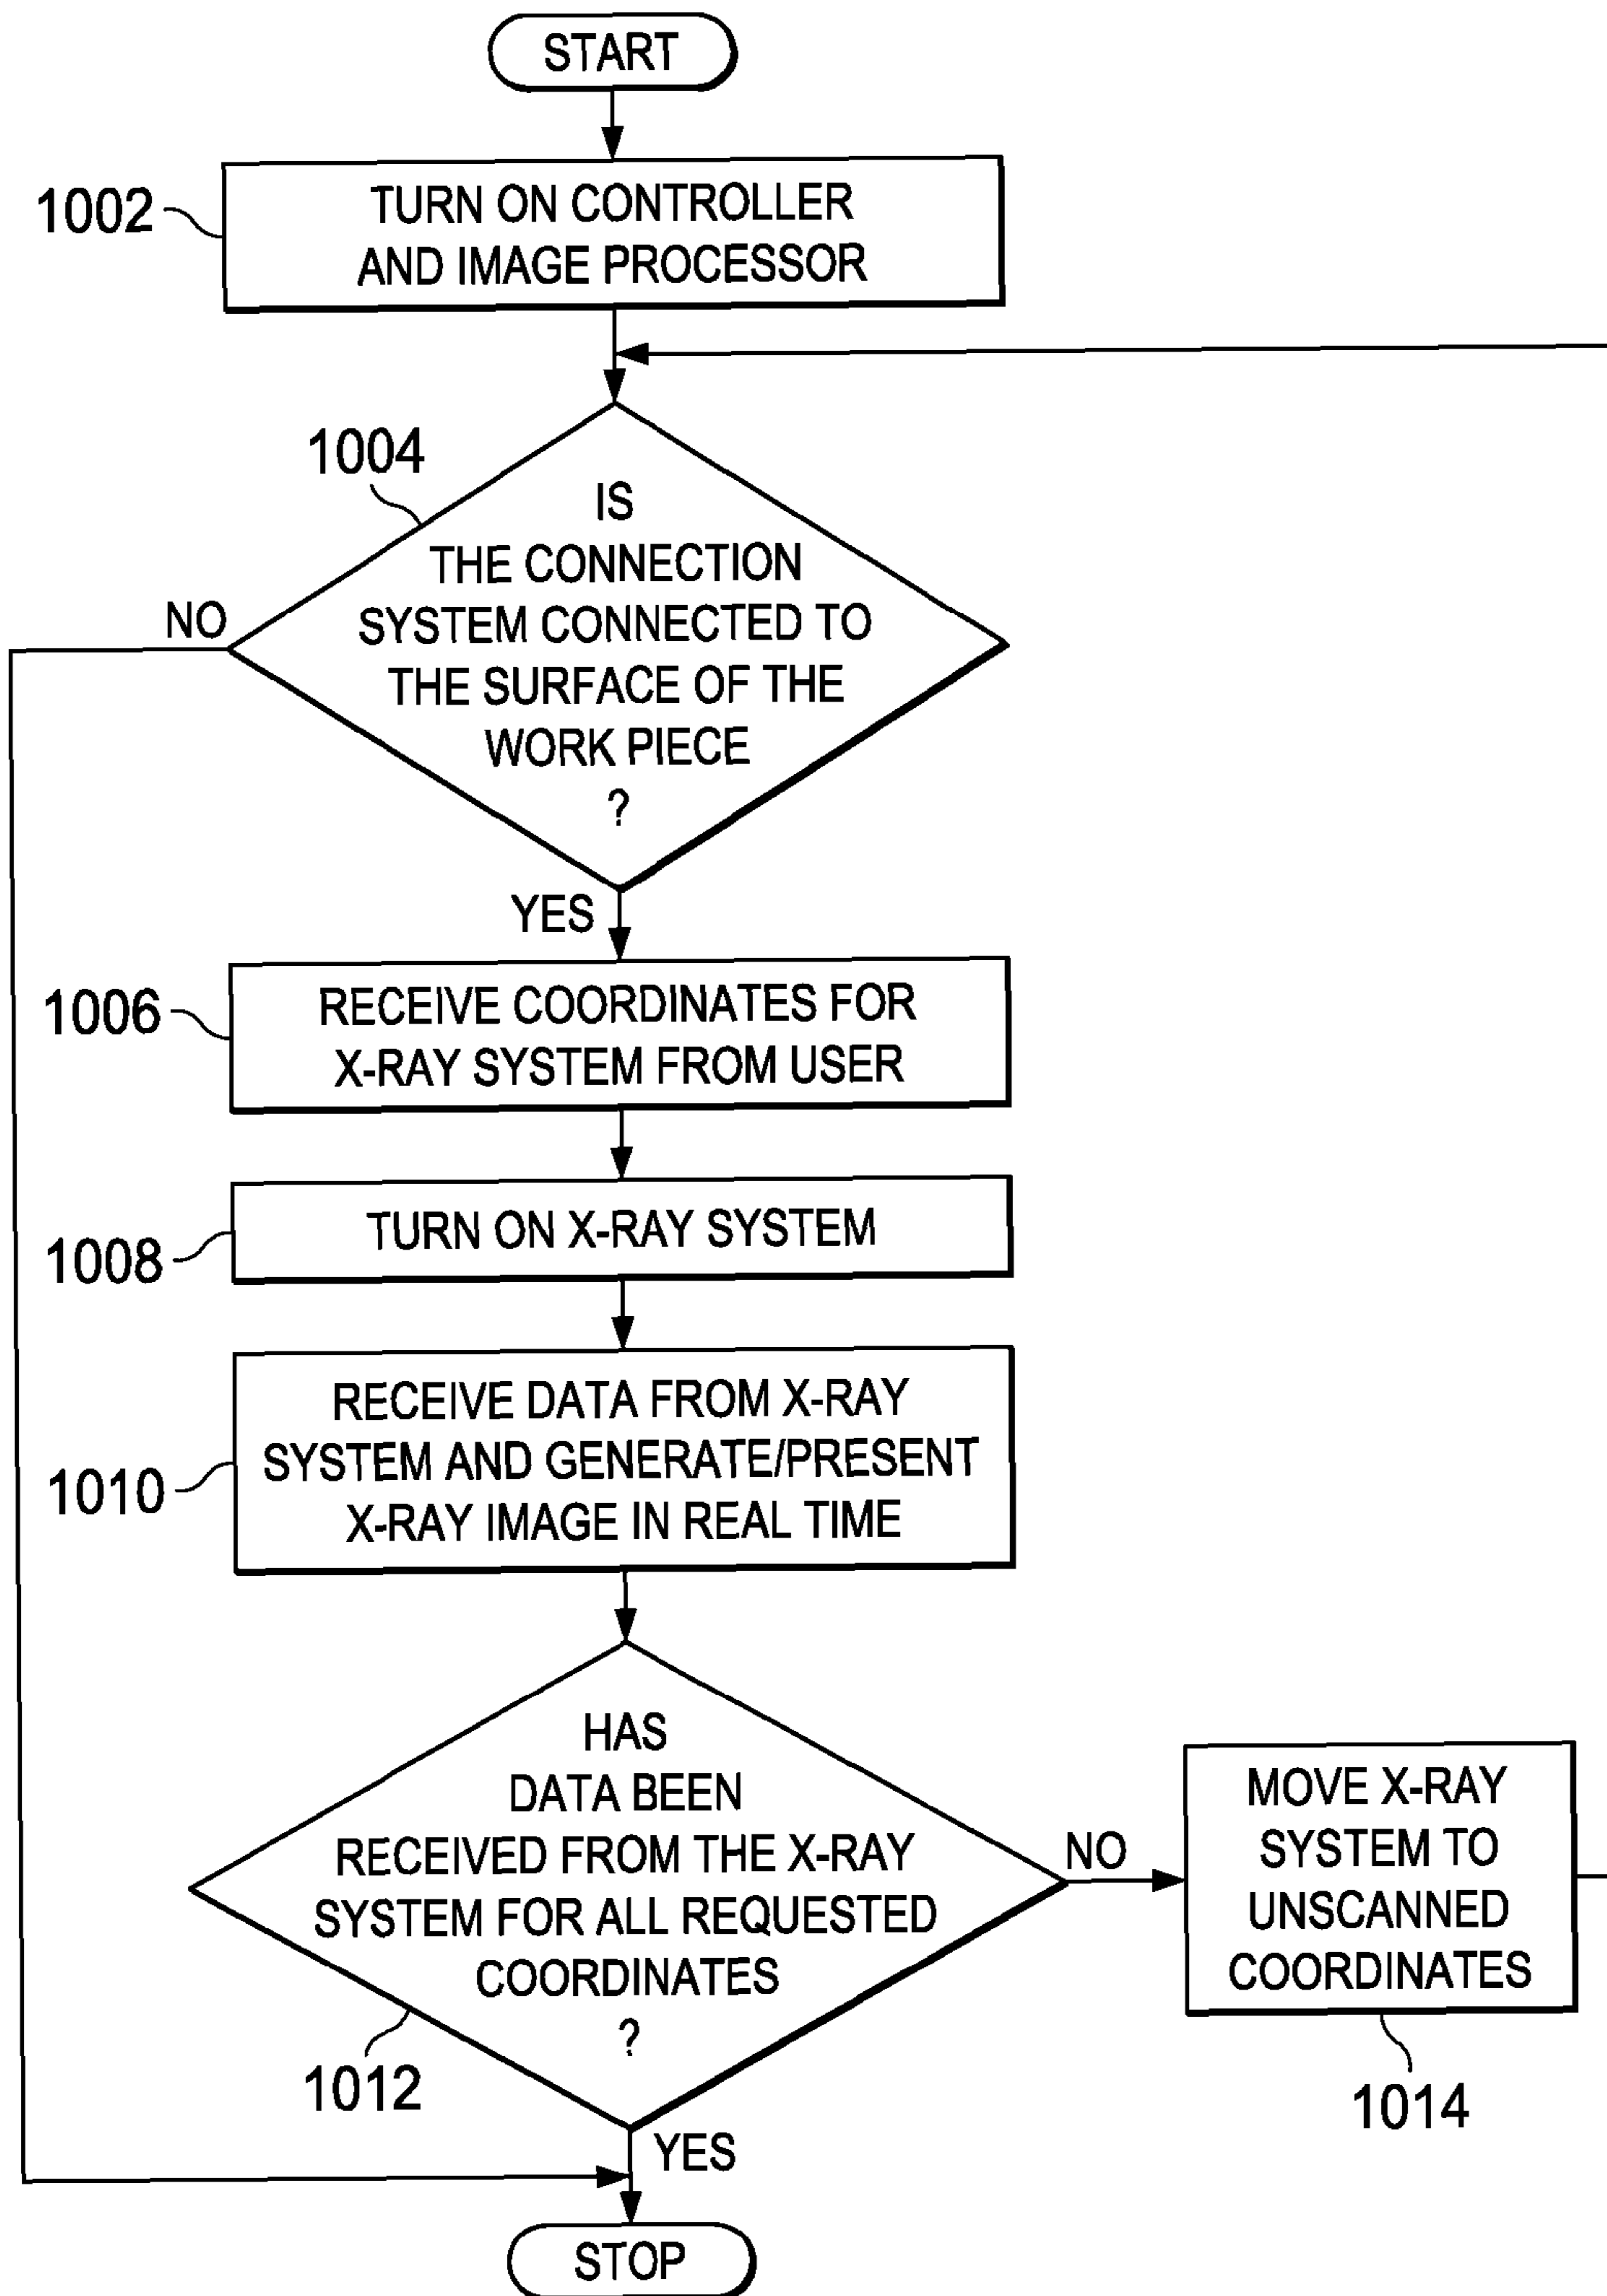 START
1002
TURN ON CONTROLLER
AND IMAGE PROCESSOR
1004
IS
THE CONNECTION
SYSTEM CONNECTED TO
THE SURFACE OF THE
WORK PIECE
?
NO
YES
1006
RECEIVE COORDINATES FOR
X-RAY SYSTEM FROM USER
1008
TURN ON X-RAY SYSTEM
1010
RECEIVE DATA FROM X-RAY
SYSTEM AND GENERATE/PRESENT
X-RAY IMAGE IN REAL TIME
HAS
DATA BEEN
RECEIVED FROM THE X-RAY
SYSTEM FOR ALL REQUESTED
COORDINATES
?
1012
NO
MOVE X-RAY
SYSTEM TO
UNSCANNED
COORDINATES
1014
YES
STOP